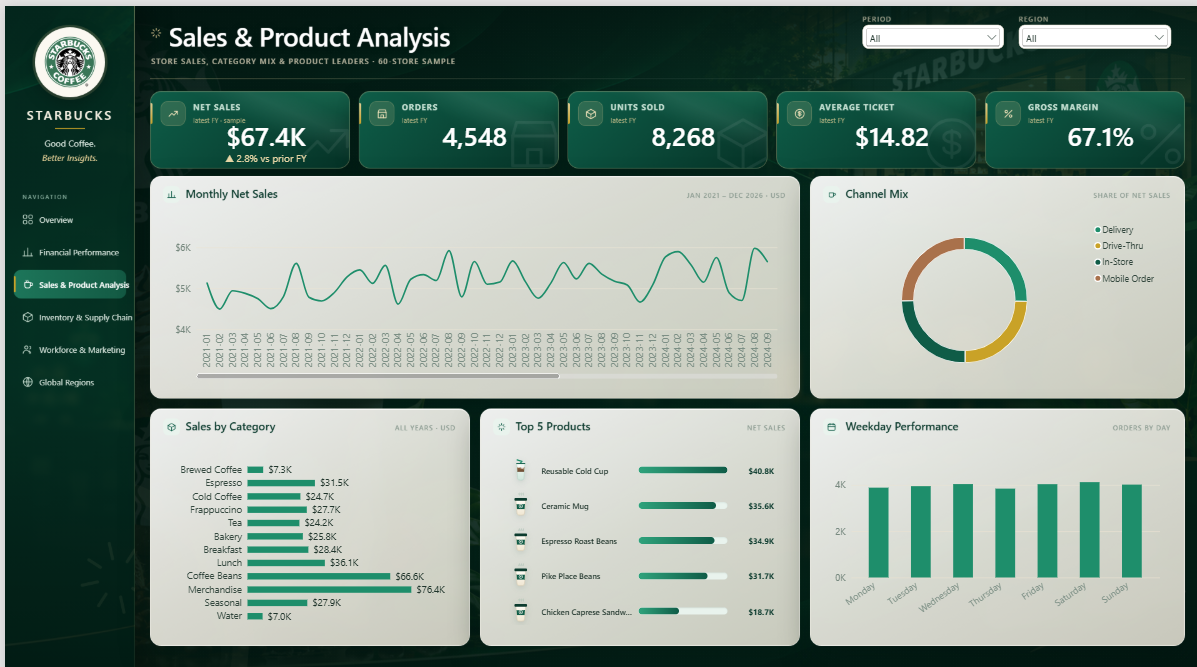 STARBUCKS
COFFEE
STARBUCKS
Good Coffee.
Better Insights.
NAVIGATION
Overview
Financial Performance
Sales & Product Analysis
Inventory & Supply Chain
Workforce & Marketing
Global Regions
Sales & Product Analysis
STORE SALES, CATEGORY MIX & PRODUCT LEADERS · 60-STORE SAMPLE
PERIOD
All
REGION
All
STARBUCK
NET SALES
latest FY · sample
$67.4K
▲ 2.8% vs prior FY
ORDERS
latest FY
4,548
UNITS SOLD
latest FY
8,268
AVERAGE TICKET
latest FY
$14.82
GROSS MARGIN
latest FY
67.1%
Monthly Net Sales
JAN 2021 – DEC 2026 · USD
$6K
$5K
$4K
2021-01
2021-02
2021-03
2021-04
2021-05
2021-06
2021-07
2021-08
2021-09
2021-10
2021-11
2021-12
2022-01
2022-02
2022-03
2022-04
2022-05
2022-06
2022-07
2022-08
2022-09
2022-10
2022-11
2022-12
2023-01
2023-02
2023-03
2023-04
2023-05
2023-06
2023-07
2023-08
2023-09
2023-10
2023-11
2023-12
2024-01
2024-02
2024-03
2024-04
2024-05
2024-06
2024-07
2024-08
2024-09
Channel Mix
SHARE OF NET SALES
Delivery
Drive-Thru
In-Store
Mobile Order
Sales by Category
ALL YEARS · USD
Brewed Coffee $7.3K
Espresso $31.5K
Cold Coffee $24.7K
Frappuccino $27.7K
Tea $24.2K
Bakery $25.8K
Breakfast $28.4K
Lunch $36.1K
Coffee Beans $66.6K
Merchandise $76.4K
Seasonal $27.9K
Water $7.0K
Top 5 Products
NET SALES
Reusable Cold Cup $40.8K
Ceramic Mug $35.6K
Espresso Roast Beans $34.9K
Pike Place Beans $31.7K
Chicken Caprese Sandw... $18.7K
Weekday Performance
ORDERS BY DAY
4K
2K
0K
Monday
Tuesday
Wednesday
Thursday
Friday
Saturday
Sunday